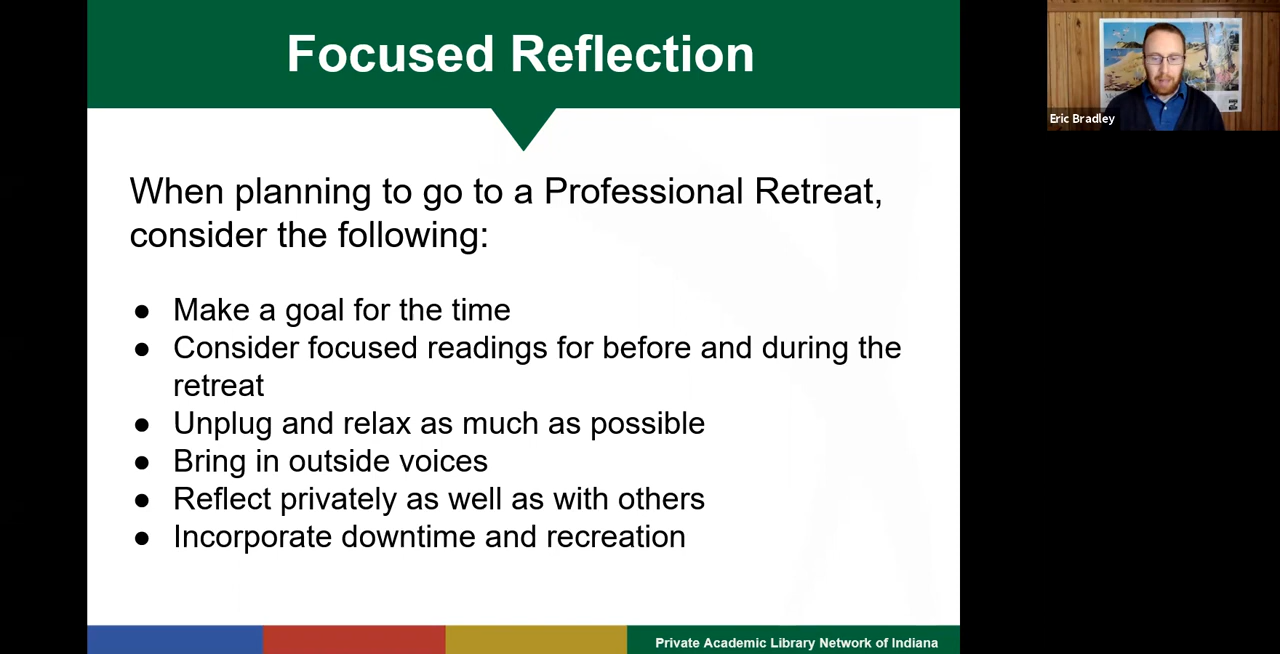 Focused Reflection
When planning to go to a Professional Retreat,
consider the following:
● Make a goal for the time
● Consider focused readings for before and during the
retreat
● Unplug and relax as much as possible
● Bring in outside voices
● Reflect privately as well as with others
● Incorporate downtime and recreation
Private Academic Library Network of Indiana
Eric Bradley